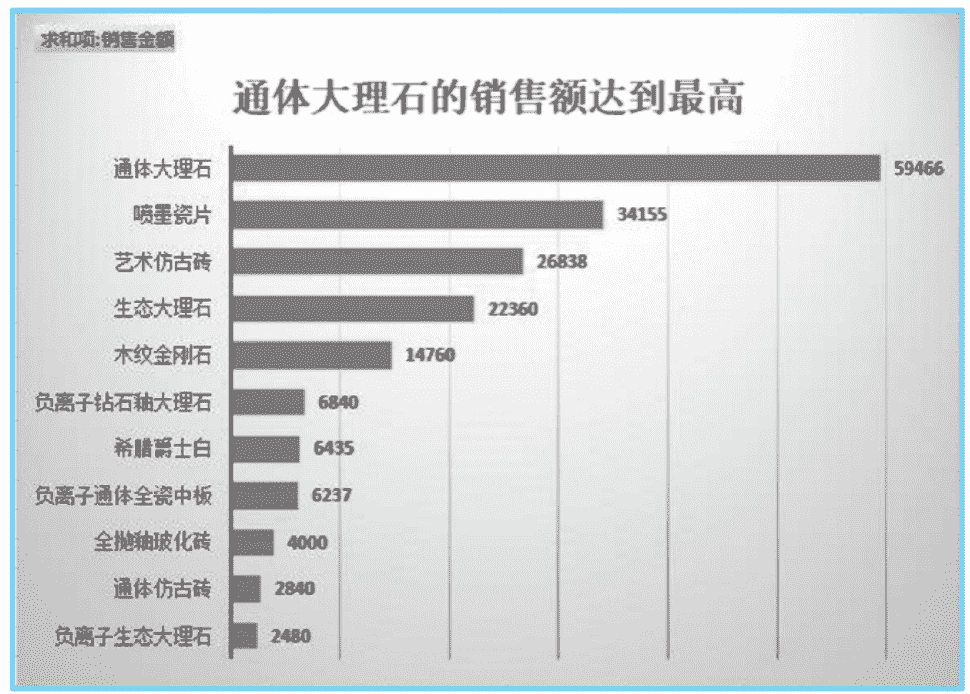 求和项:销售金额
通体大理石的销售额达到最高
通体大理石 59466
喷墨瓷片 34155
艺术仿古砖 26838
生态大理石 22360
木纹金刚石 14760
负离子钻石釉大理石 6840
希腊爵士白 6435
负离子通体全瓷中板 6237
全抛釉玻化砖 4000
通体仿古砖 2840
负离子生态大理石 2480